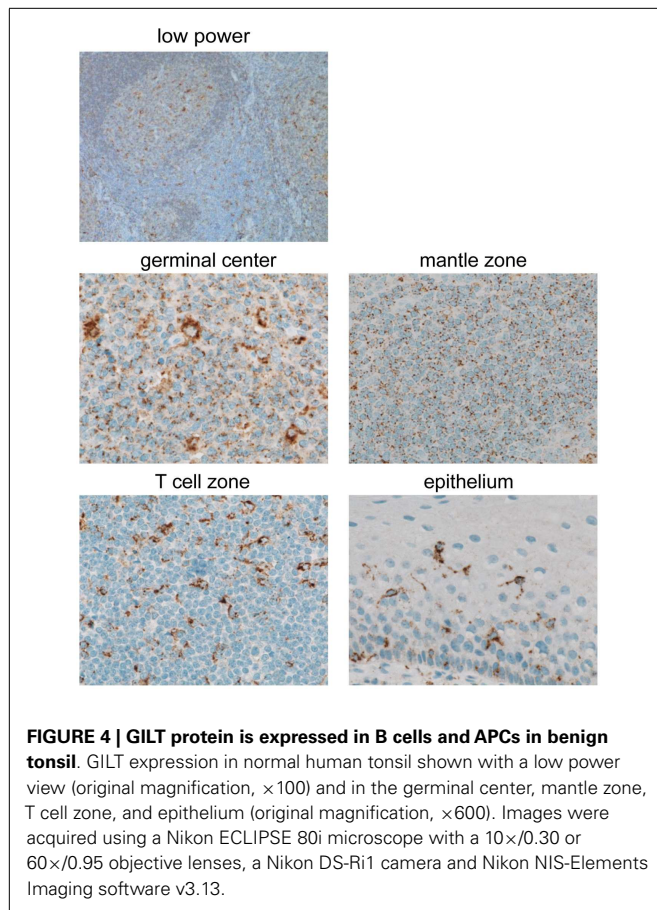 low power
germinal center
mantle zone
T cell zone
epithelium
FIGURE 4 | GILT protein is expressed in B cells and APCs in benign
tonsil. GILT expression in normal human tonsil shown with a low power
view (original magnification, ×100) and in the germinal center, mantle zone,
T cell zone, and epithelium (original magnification, ×600). Images were
acquired using a Nikon ECLIPSE 80i microscope with a 10×/0.30 or
60×/0.95 objective lenses, a Nikon DS-Ri1 camera and Nikon NIS-Elements
Imaging software v3.13.